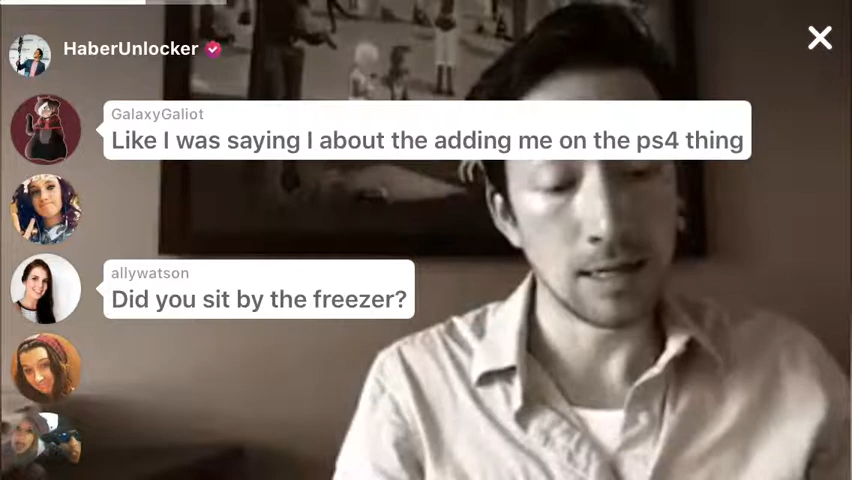 HaberUnlocker
GalaxyGaliot
Like I was saying I about the adding me on the ps4 thing
allywatson
Did you sit by the freezer?